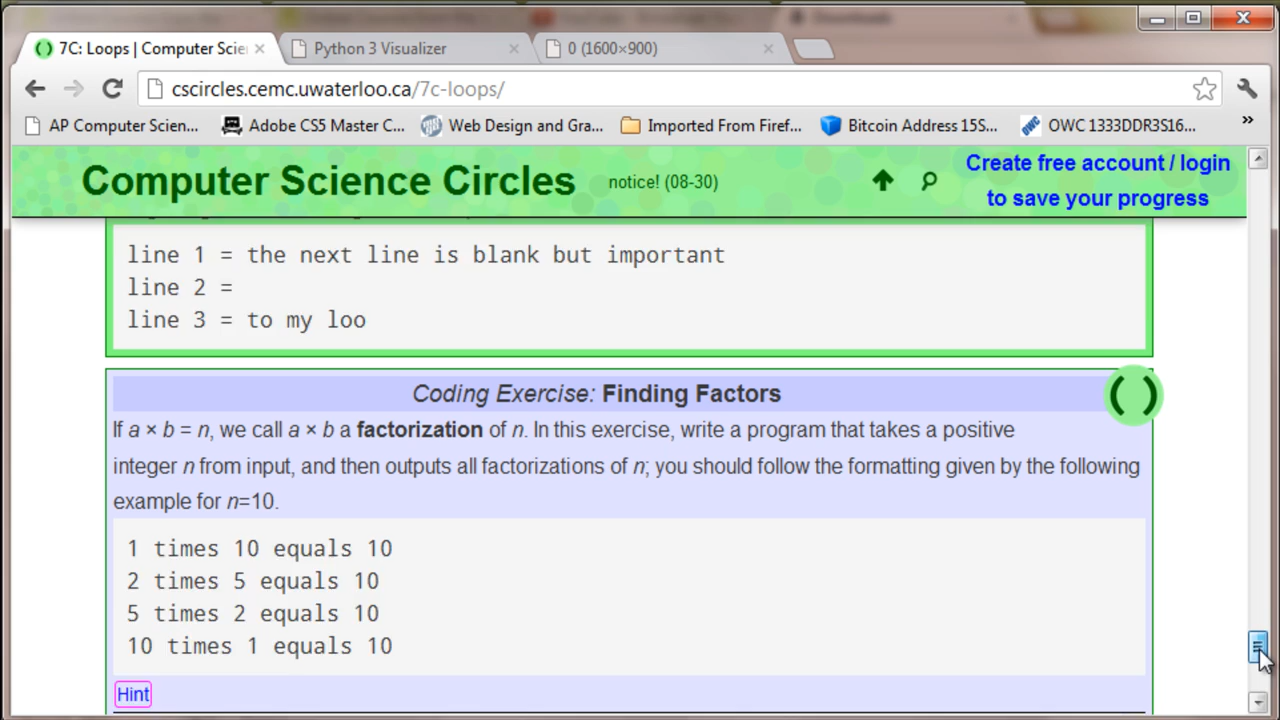 Downloads
7C: Loops | Computer Scie
Python 3 Visualizer
0 (1600×900)
cscircles.cemc.uwaterloo.ca/7c-loops/
AP Computer Scien...
Adobe CS5 Master C...
Web Design and Gra...
Imported From Firef...
Bitcoin Address 15S...
OWC 1333DDR3S16...
»
Computer Science Circles
notice! (08-30)
Create free account / login
to save your progress
line 1 = the next line is blank but important
line 2 =
line 3 = to my loo
Coding Exercise: Finding Factors
If a × b = n, we call a × b a factorization of n. In this exercise, write a program that takes a positive
integer n from input, and then outputs all factorizations of n; you should follow the formatting given by the following
example for n=10.
1 times 10 equals 10
2 times 5 equals 10
5 times 2 equals 10
10 times 1 equals 10
Hint